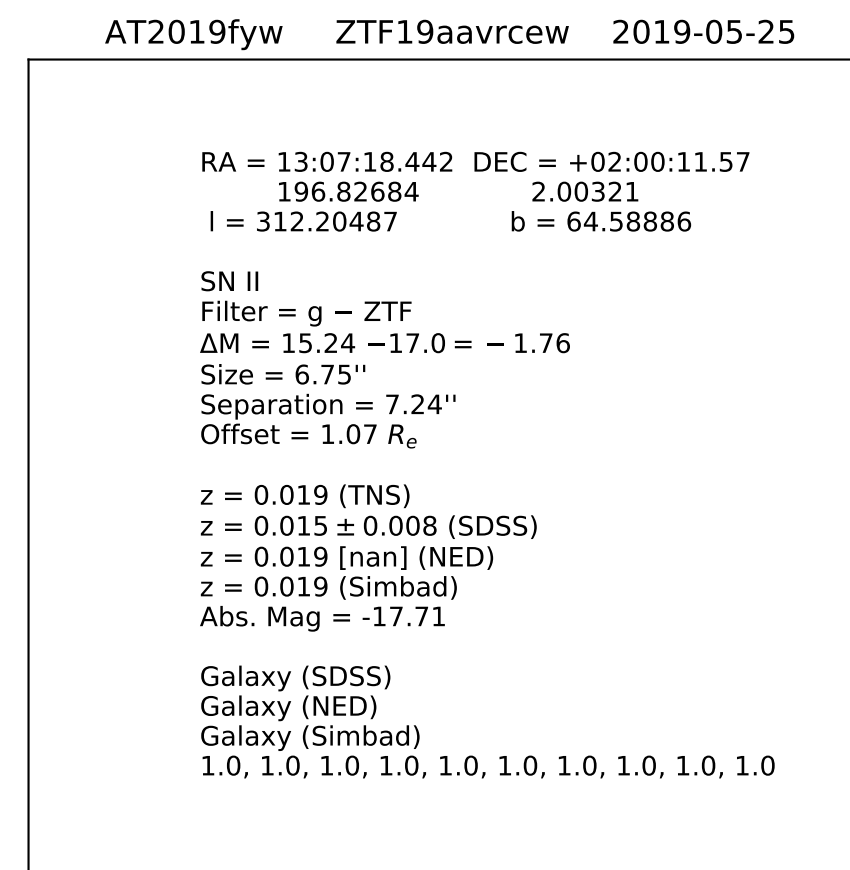 AT2019fyw ZTF19aavrcew 2019-05-25
RA = 13:07:18.442 DEC = +02:00:11.57
196.82684 2.00321
l = 312.20487 b = 64.58886
SN II
Filter = g − ZTF
ΔM = 15.24 −17.0 = − 1.76
Size = 6.75''
Separation = 7.24''
Offset = 1.07 Rₑ
z = 0.019 (TNS)
z = 0.015 ± 0.008 (SDSS)
z = 0.019 [nan] (NED)
z = 0.019 (Simbad)
Abs. Mag = -17.71
Galaxy (SDSS)
Galaxy (NED)
Galaxy (Simbad)
1.0, 1.0, 1.0, 1.0, 1.0, 1.0, 1.0, 1.0, 1.0, 1.0